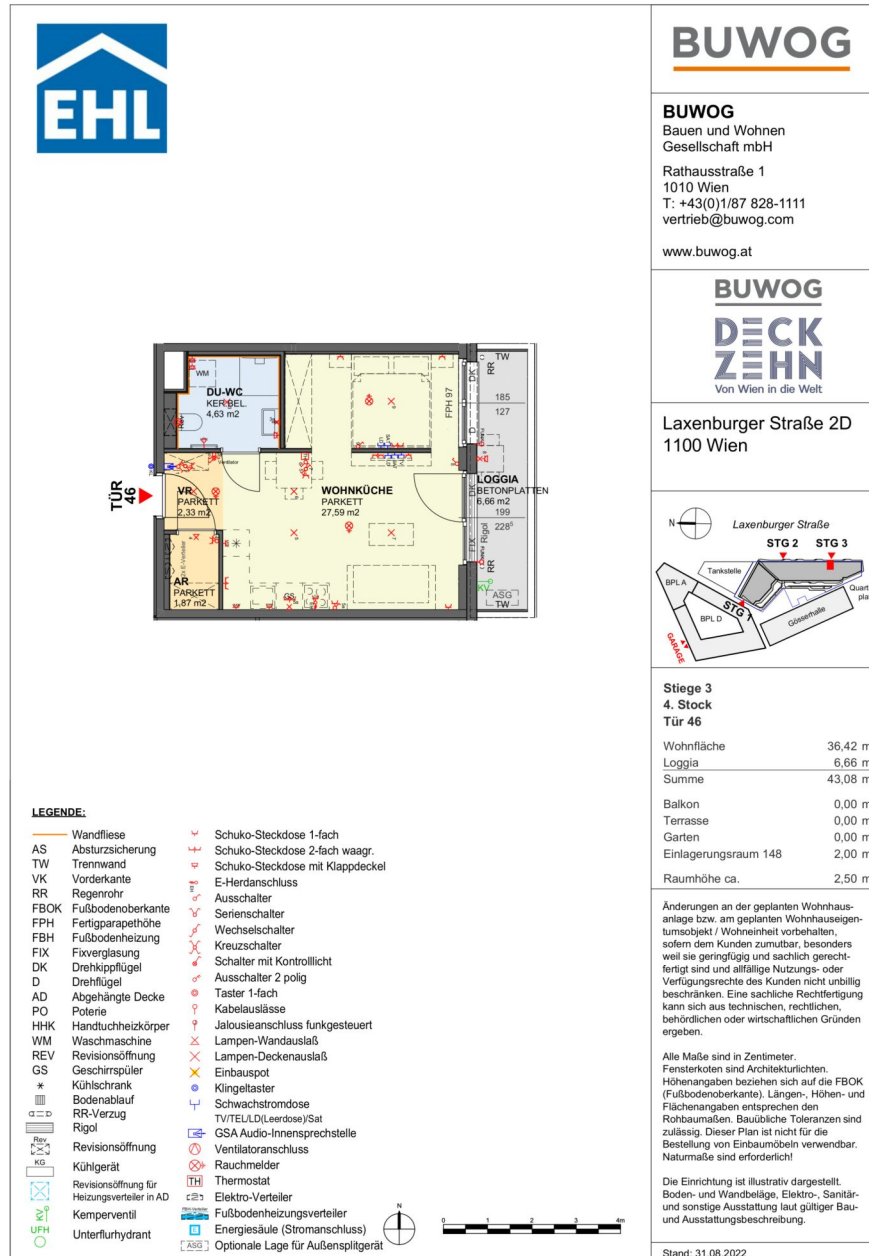 EHL
BUWOG
BUWOG
Bauen und Wohnen
Gesellschaft mbH
Rathausstraße 1
1010 Wien
T: +43(0)1/87 828-1111
vertrieb@buwog.com
www.buwog.at
BUWOG
DECK
ZEHN
Von Wien in die Welt
Laxenburger Straße 2D
1100 Wien
N
Laxenburger Straße
STG 2 STG 3
Tankstelle
BPL A
STG 1
BPL D
Gösserhalle
GARAGE
TW
RR
DK
WM
DU-WC
4,63 m2
FPH 97
185
127
D
Ventilator
TÜR
46
VR
PARKETT
2,33 m2
WOHNKÜCHE
PARKETT
27,59 m2
LOGGIA
BETONPLATTEN
6,66 m2
DK
199
228⁵
FIX
Rigol
RR
AR
PARKETT
1,87 m2
GS
KV
ASG
TW
Stiege 3
4. Stock
Tür 46
Wohnfläche 36,42 m
Loggia 6,66 m
Summe 43,08 m
Balkon 0,00 m
Terrasse 0,00 m
Garten 0,00 m
Einlagerungsraum 148 2,00 m
Raumhöhe ca. 2,50 m
LEGENDE:
Wandfliese
AS Absturzsicherung
TW Trennwand
VK Vorderkante
RR Regenrohr
FBOK Fußbodenoberkante
FPH Fertigparapethöhe
FBH Fußbodenheizung
FIX Fixverglasung
DK Drehkippflügel
D Drehflügel
AD Abgehängte Decke
PO Poterie
HHK Handtuchheizkörper
WM Waschmaschine
REV Revisionsöffnung
GS Geschirrspüler
* Kühlschrank
Bodenablauf
RR-Verzug
Rigol
Rev
Revisionsöffnung
KG
Kühlgerät
Revisionsöffnung für
Heizungsverteiler in AD
KV Kemperventil
UFH
Unterflurhydrant
Schuko-Steckdose 1-fach
Schuko-Steckdose 2-fach waagr.
Schuko-Steckdose mit Klappdeckel
E-Herdanschluss
Ausschalter
Serienschalter
Wechselschalter
Kreuzschalter
Schalter mit Kontrolllicht
Ausschalter 2 polig
Taster 1-fach
Kabelauslässe
Jalousieanschluss funkgesteuert
Lampen-Wandauslaß
Lampen-Deckenauslaß
Einbauspot
Klingeltaster
Schwachstromdose
TV/TEL/LD(Leerdose)/Sat
GSA Audio-Innensprechstelle
Ventilatoranschluss
Rauchmelder
TH Thermostat
Elektro-Verteiler
Fußbodenheizungsverteiler
Energiesäule (Stromanschluss)
ASG Optionale Lage für Außensplitgerät
N
0 1 2 3 4m
Änderungen an der geplanten Wohnhaus-
anlage bzw. am geplanten Wohnhauseigen-
tumsobjekt / Wohneinheit vorbehalten,
sofern dem Kunden zumutbar, besonders
weil sie geringfügig und sachlich gerecht-
fertigt sind und allfällige Nutzungs- oder
Verfügungsrechte des Kunden nicht unbillig
beschränken. Eine sachliche Rechtfertigung
kann sich aus technischen, rechtlichen,
behördlichen oder wirtschaftlichen Gründen
ergeben.
Alle Maße sind in Zentimeter.
Fensterkoten sind Architekturlichten.
Höhenangaben beziehen sich auf die FBOK
(Fußbodenoberkante). Längen-, Höhen- und
Flächenangaben entsprechen den
Rohbaumaßen. Bauübliche Toleranzen sind
zulässig. Dieser Plan ist nicht für die
Bestellung von Einbaumöbeln verwendbar.
Naturmaße sind erforderlich!
Die Einrichtung ist illustrativ dargestellt.
Boden- und Wandbeläge, Elektro-, Sanitär-
und sonstige Ausstattung laut gültiger Bau-
und Ausstattungsbeschreibung.
Stand: 31.08.2022